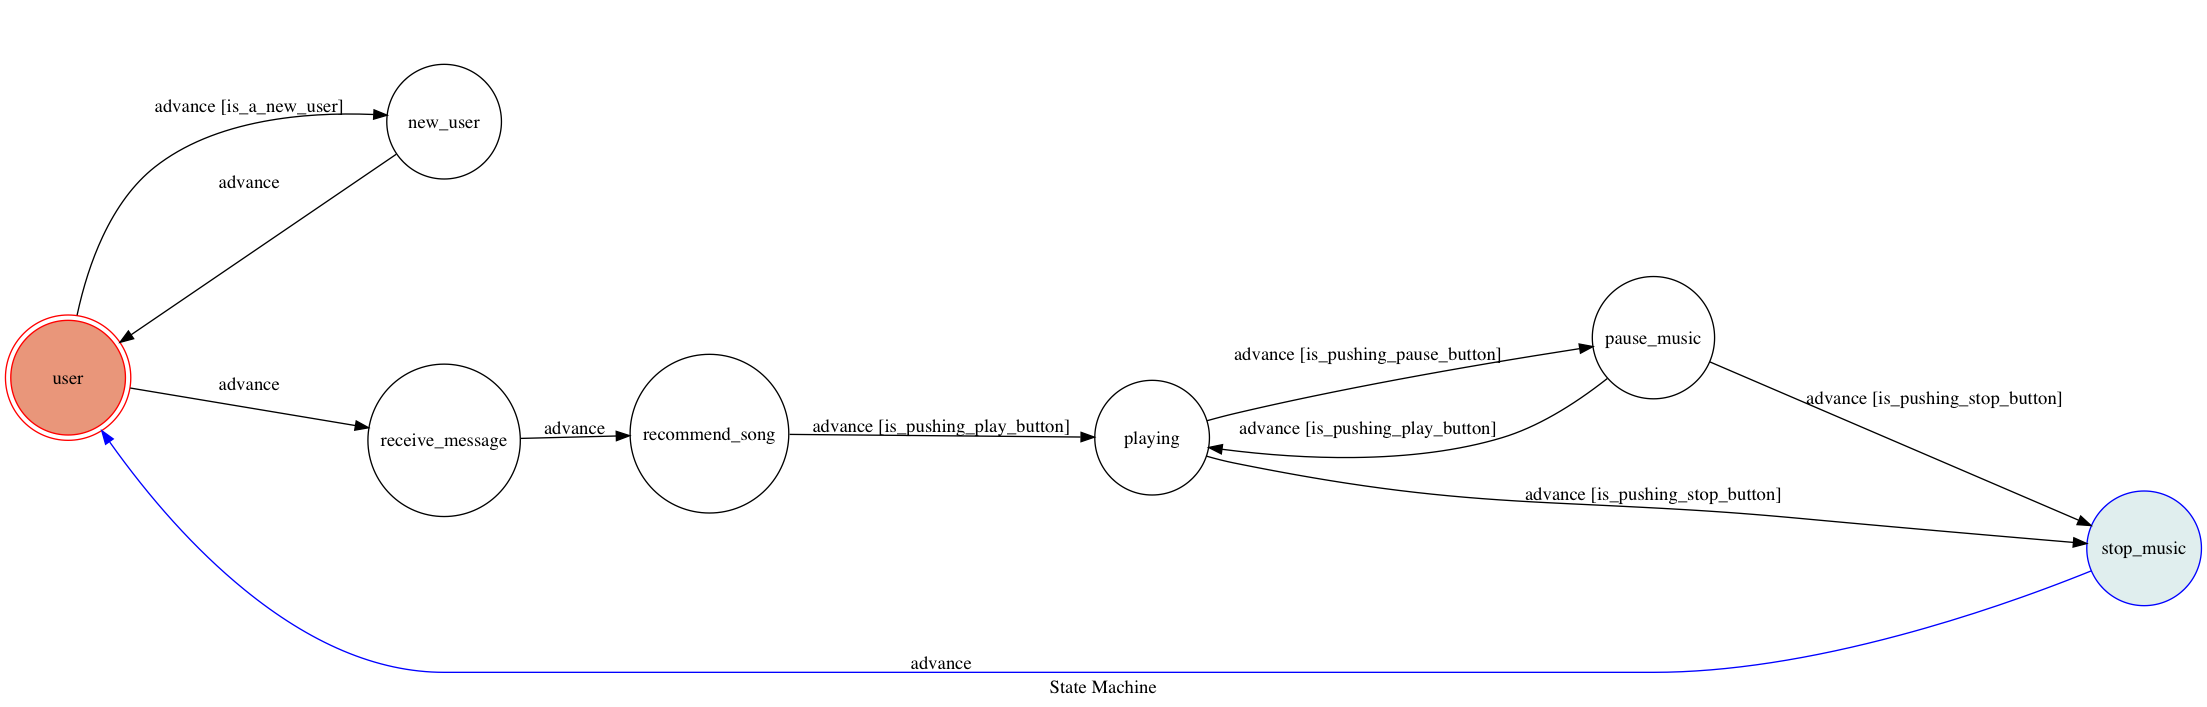 advance [is_a_new_user]
new_user
advance
user
advance
receive_message
advance
recommend_song
advance [is_pushing_play_button]
playing
advance [is_pushing_pause_button]
pause_music
advance [is_pushing_play_button]
advance [is_pushing_stop_button]
advance [is_pushing_stop_button]
stop_music
advance
State Machine